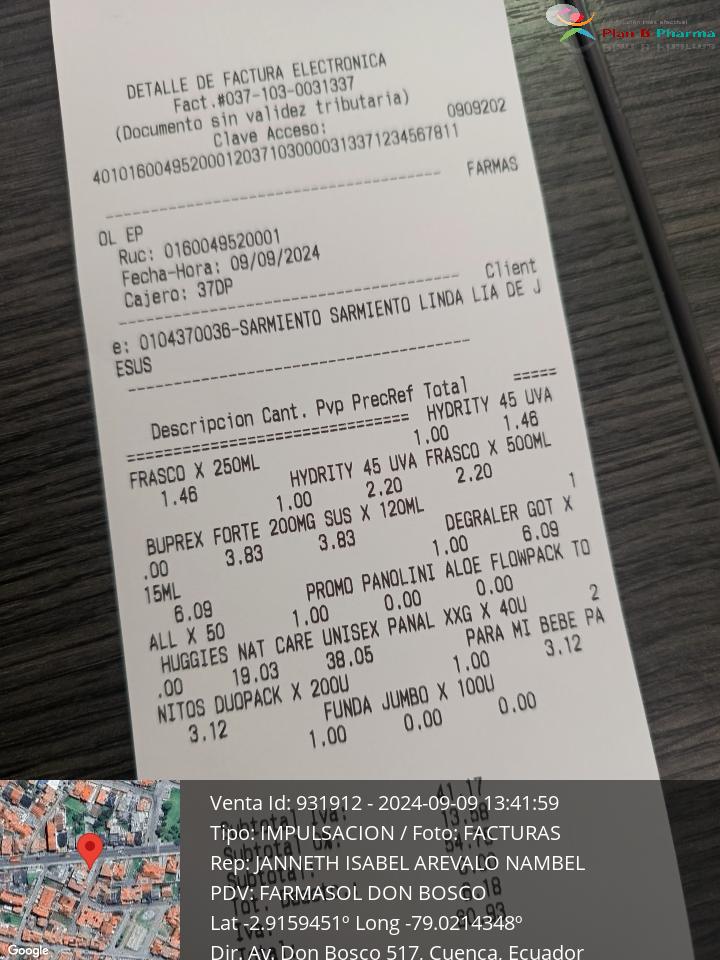 Plan B Pharma
DETALLE DE FACTURA ELECTRONICA
Fact.#037-103-0031337
(Documento sin validez tributaria)
Clave Acceso: 0909202
401016004952000120371030000313371234567811
---------------------------------- FARMAS
OL EP
Ruc: 0160049520001
Fecha-Hora: 09/09/2024
Cajero: 37DP
---------------------------------- Client
e: 0104370036-SARMIENTO SARMIENTO LINDA LIA DE J
ESUS
----------------------------------
Descripcion Cant. Pvp PrecRef Total =====
============================== HYDRITY 45 UVA
FRASCO X 250ML 1.00 1.46
1.46 HYDRITY 45 UVA FRASCO X 500ML
1.00 2.20 2.20
BUPREX FORTE 200MG SUS X 120ML 1
.00 3.83 3.83 DEGRALER GOT X
15ML 1.00 6.09
6.09 PROMO PANOLINI ALOE FLOWPACK TO
ALL X 50 1.00 0.00 0.00
HUGGIES NAT CARE UNISEX PANAL XXG X 40U 2
.00 19.03 38.05 PARA MI BEBE PA
NITOS DUOPACK X 200U 1.00 3.12
3.12 FUNDA JUMBO X 100U
1.00 0.00 0.00
Venta Id: 931912 - 2024-09-09 13:41:59
Tipo: IMPULSACION / Foto: FACTURAS
Rep: JANNETH ISABEL AREVALO NAMBEL
PDV: FARMASOL DON BOSCO
Lat -2.9159451º Long -79.0214348º
Dir. Av. Don Bosco 517, Cuenca, Ecuador
Google